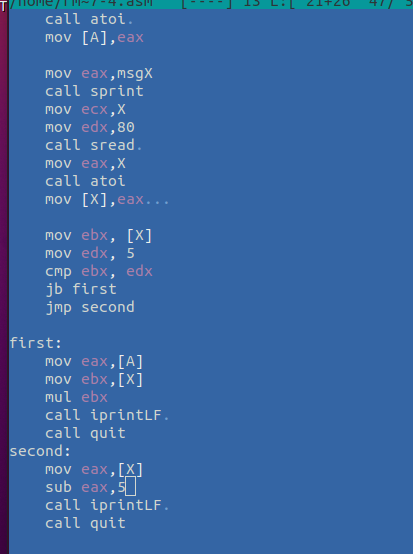 /home/rm~7-4.asm [----] 13 L:[ 21+26 47/ 5
call atoi.
mov [A],eax
mov eax,msgX
call sprint
mov ecx,X
mov edx,80
call sread.
mov eax,X
call atoi
mov [X],eax...
mov ebx, [X]
mov edx, 5
cmp ebx, edx
jb first
jmp second
first:
mov eax,[A]
mov ebx,[X]
mul ebx
call iprintLF.
call quit
second:
mov eax,[X]
sub eax,5
call iprintLF.
call quit